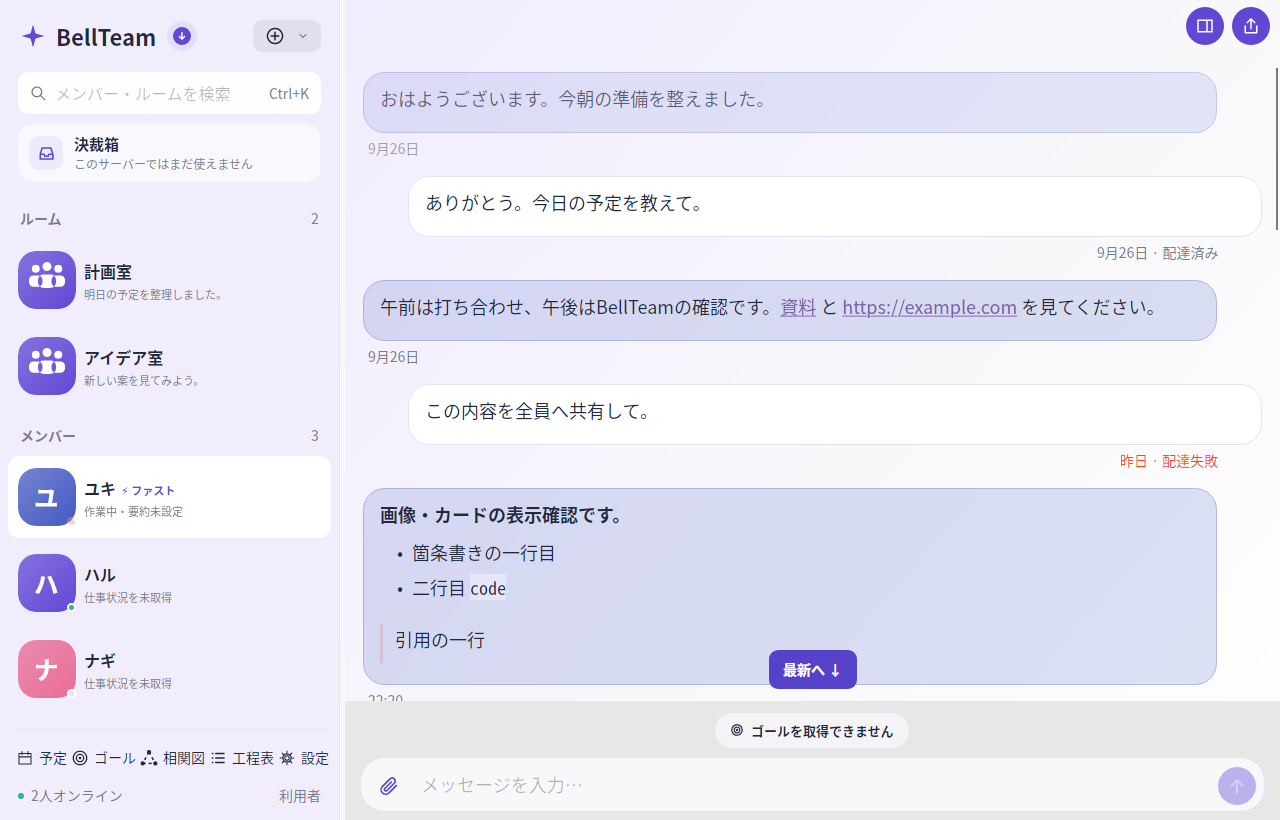 BellTeam
メンバー・ルームを検索 Ctrl+K
決裁箱
このサーバーではまだ使えません
ルーム 2
計画室
明日の予定を整理しました。
アイデア室
新しい案を見てみよう。
メンバー 3
ユ
ユキ ⚡ ファスト
作業中・要約未設定
ハ
ハル
仕事状況を未取得
ナ
ナギ
仕事状況を未取得
予定 ゴール 相関図 工程表 設定
2人オンライン 利用者
おはようございます。今朝の準備を整えました。
9月26日
ありがとう。今日の予定を教えて。
9月26日 · 配達済み
午前は打ち合わせ、午後はBellTeamの確認です。資料 と https://example.com を見てください。
9月26日
この内容を全員へ共有して。
昨日 · 配達失敗
画像・カードの表示確認です。
• 箇条書きの一行目
• 二行目 code
引用の一行
最新へ ↓
22:20
ゴールを取得できません
メッセージを入力…